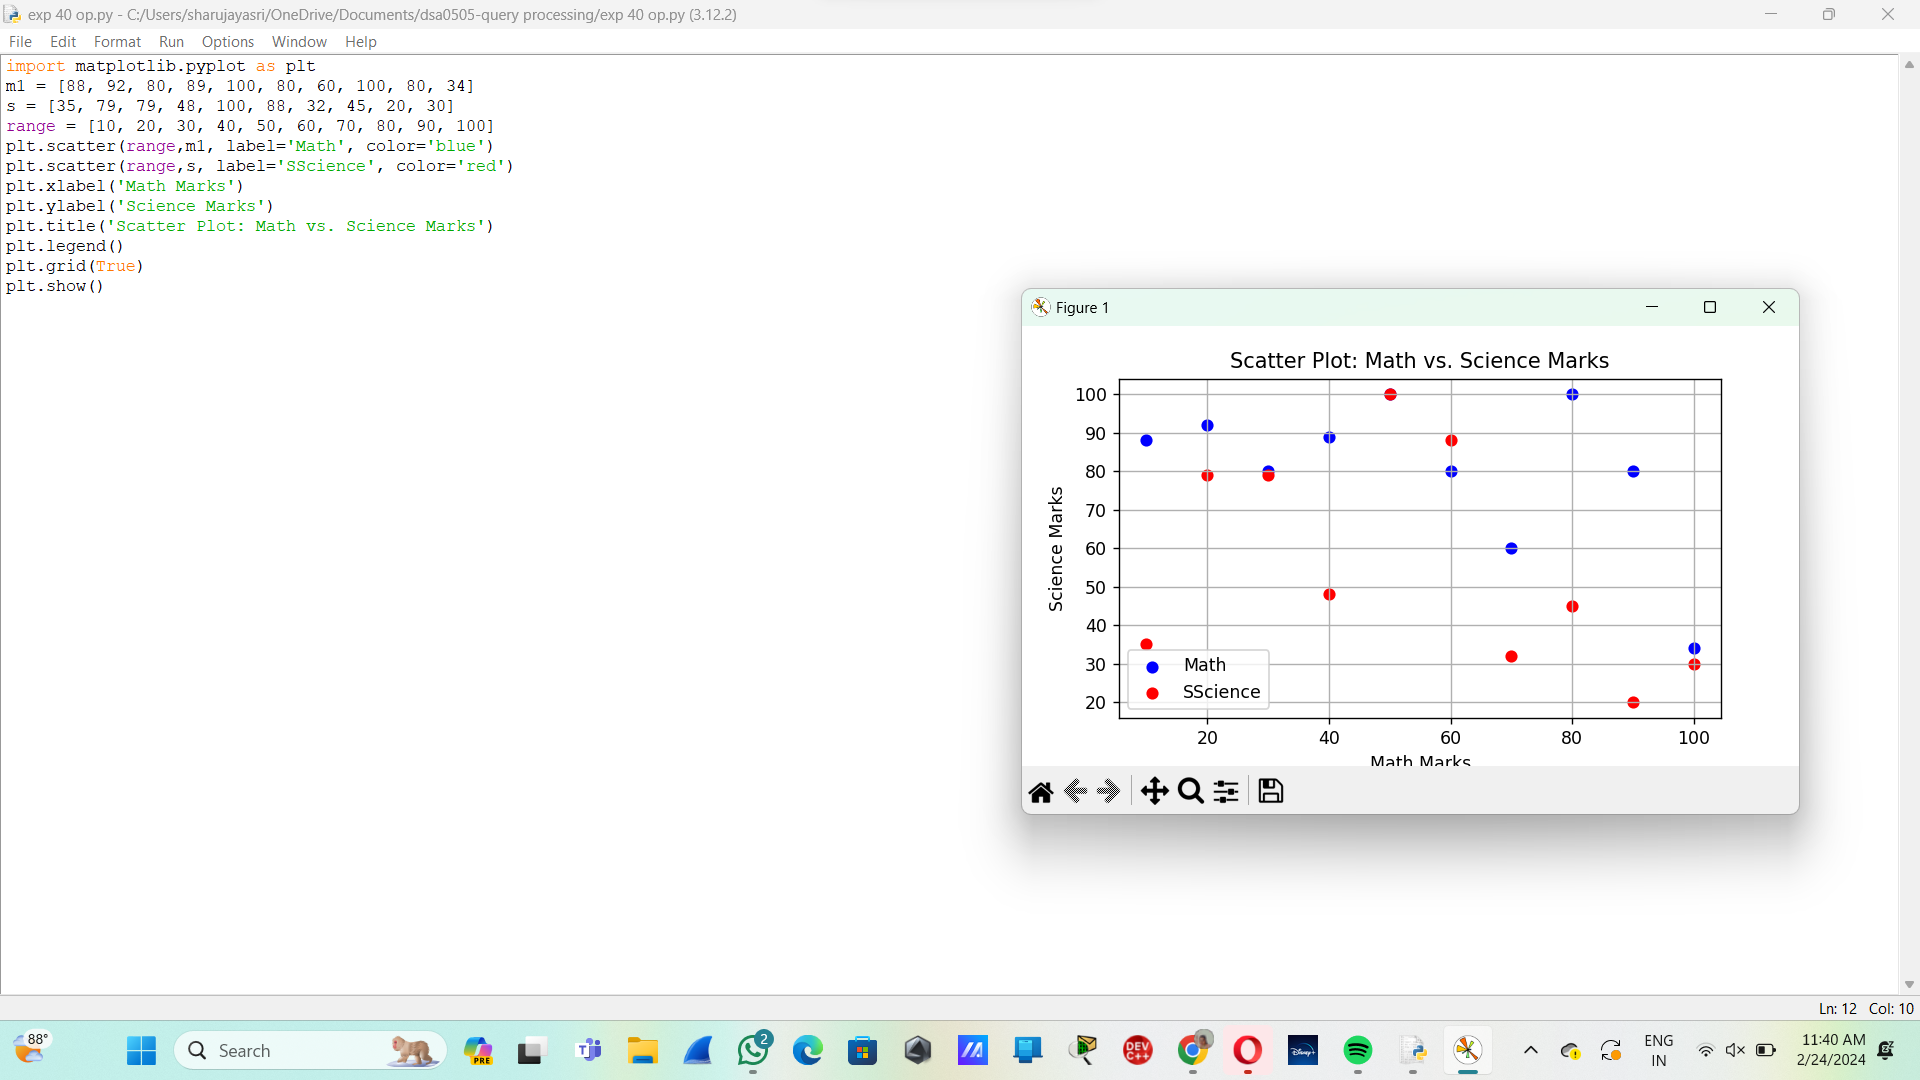 exp 40 op.py - C:/Users/sharujayasri/OneDrive/Documents/dsa0505-query processing/exp 40 op.py (3.12.2)
File Edit Format Run Options Window Help
import matplotlib.pyplot as plt
m1 = [88, 92, 80, 89, 100, 80, 60, 100, 80, 34]
s = [35, 79, 79, 48, 100, 88, 32, 45, 20, 30]
range = [10, 20, 30, 40, 50, 60, 70, 80, 90, 100]
plt.scatter(range,m1, label='Math', color='blue')
plt.scatter(range,s, label='SScience', color='red')
plt.xlabel('Math Marks')
plt.ylabel('Science Marks')
plt.title('Scatter Plot: Math vs. Science Marks')
plt.legend()
plt.grid(True)
plt.show()
Figure 1
Scatter Plot: Math vs. Science Marks
100
90
80
70
60
50
40
30
20
Science Marks
Math
SScience
20 40 60 80 100
Math Marks
Ln: 12 Col: 10
88°
Search
PRE
2
DEV C++
Disney+
ENG
IN
11:40 AM
2/24/2024